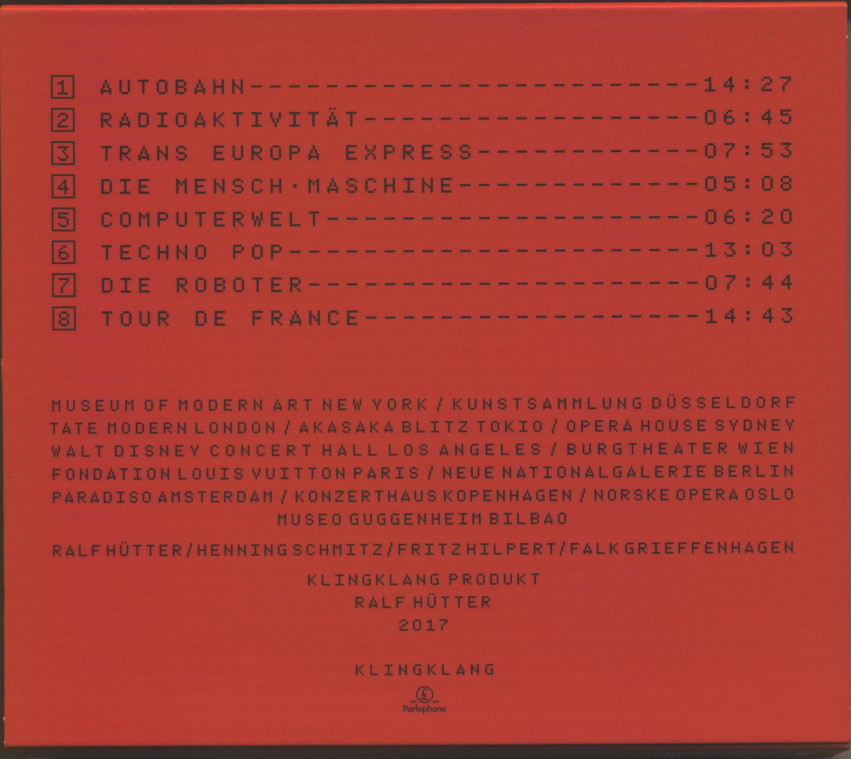 1 AUTOBAHN------------------------14:27
2 RADIOAKTIVITÄT------------------06:45
3 TRANS EUROPA EXPRESS------------07:53
4 DIE MENSCH·MASCHINE-------------05:08
5 COMPUTERWELT--------------------06:20
6 TECHNO POP----------------------13:03
7 DIE ROBOTER---------------------07:44
8 TOUR DE FRANCE------------------14:43
MUSEUM OF MODERN ART NEW YORK / KUNSTSAMMLUNG DÜSSELDORF
TATE MODERN LONDON / AKASAKA BLITZ TOKIO / OPERA HOUSE SYDNEY
WALT DISNEY CONCERT HALL LOS ANGELES / BURGTHEATER WIEN
FONDATION LOUIS VUITTON PARIS / NEUE NATIONALGALERIE BERLIN
PARADISO AMSTERDAM / KONZERTHAUS KOPENHAGEN / NORSKE OPERA OSLO
MUSEO GUGGENHEIM BILBAO
RALF HÜTTER/HENNING SCHMITZ/FRITZ HILPERT/FALK GRIEFFENHAGEN
KLINGKLANG PRODUKT
RALF HÜTTER
2017
KLINGKLANG
£
Parlophone